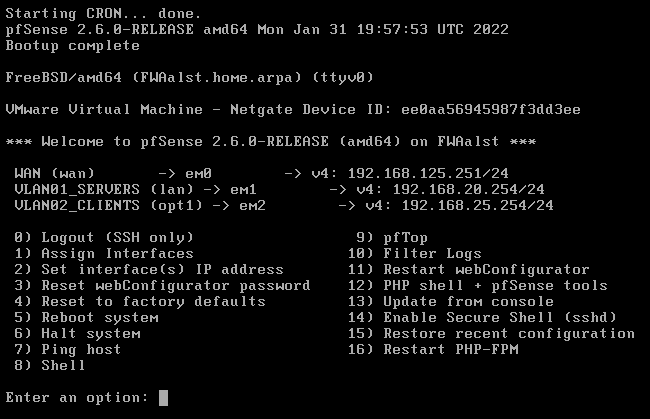 Starting CRON... done.
pfSense 2.6.0-RELEASE amd64 Mon Jan 31 19:57:53 UTC 2022
Bootup complete
FreeBSD/amd64 (FWAalst.home.arpa) (ttyv0)
VMware Virtual Machine - Netgate Device ID: ee0aa56945987f3dd3ee
*** Welcome to pfSense 2.6.0-RELEASE (amd64) on FWAalst ***
WAN (wan)       -> em0        -> v4: 192.168.125.251/24
VLAN01_SERVERS (lan) -> em1        -> v4: 192.168.20.254/24
VLAN02_CLIENTS (opt1) -> em2        -> v4: 192.168.25.254/24
0) Logout (SSH only)                  9) pfTop
1) Assign Interfaces                 10) Filter Logs
2) Set interface(s) IP address       11) Restart webConfigurator
3) Reset webConfigurator password    12) PHP shell + pfSense tools
4) Reset to factory defaults         13) Update from console
5) Reboot system                     14) Enable Secure Shell (sshd)
6) Halt system                       15) Restore recent configuration
7) Ping host                         16) Restart PHP-FPM
8) Shell
Enter an option: